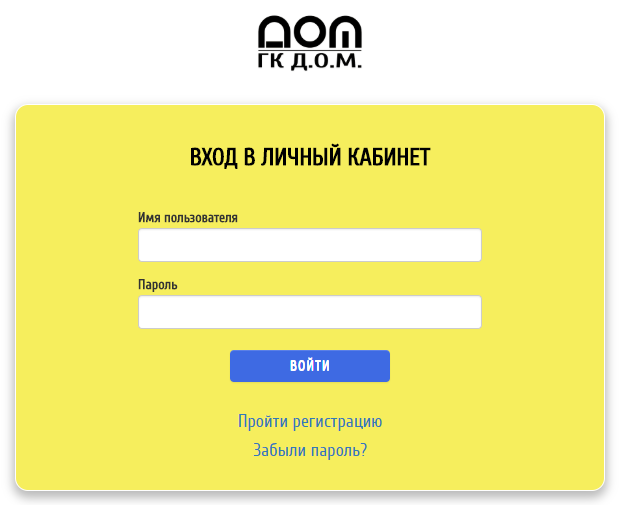 ДОМ
ГК Д.О.М.
ВХОД В ЛИЧНЫЙ КАБИНЕТ
Имя пользователя
Пароль
ВОЙТИ
Пройти регистрацию
Забыли пароль?